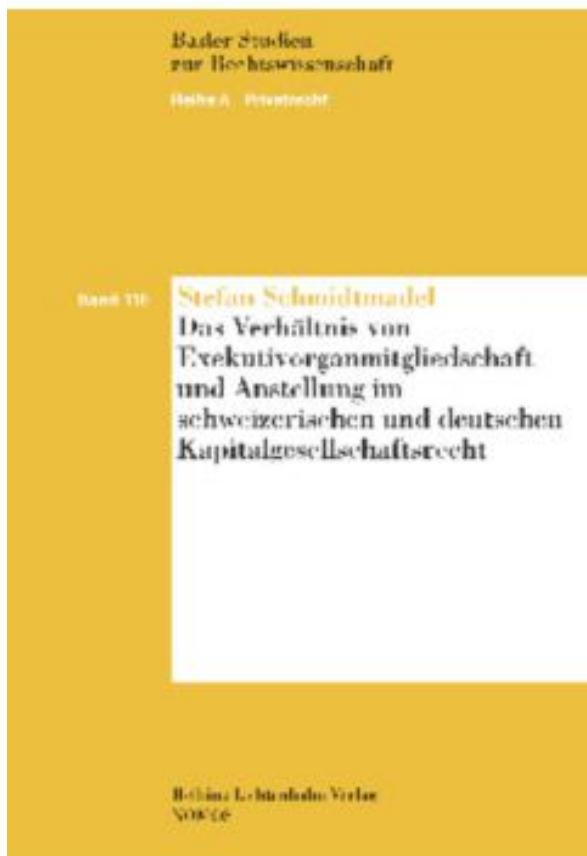 Basler Studien
zur Rechtswissenschaft
Reihe A Privatrecht
Band
Stefan Schmidtmadel
Das Verhältnis von
Exekutivorganmitgliedschaft
und Anstellung im
schweizerischen und deutschen
Kapitalgesellschaftsrecht
Helbing Lichtenhahn Verlag
NOMOS